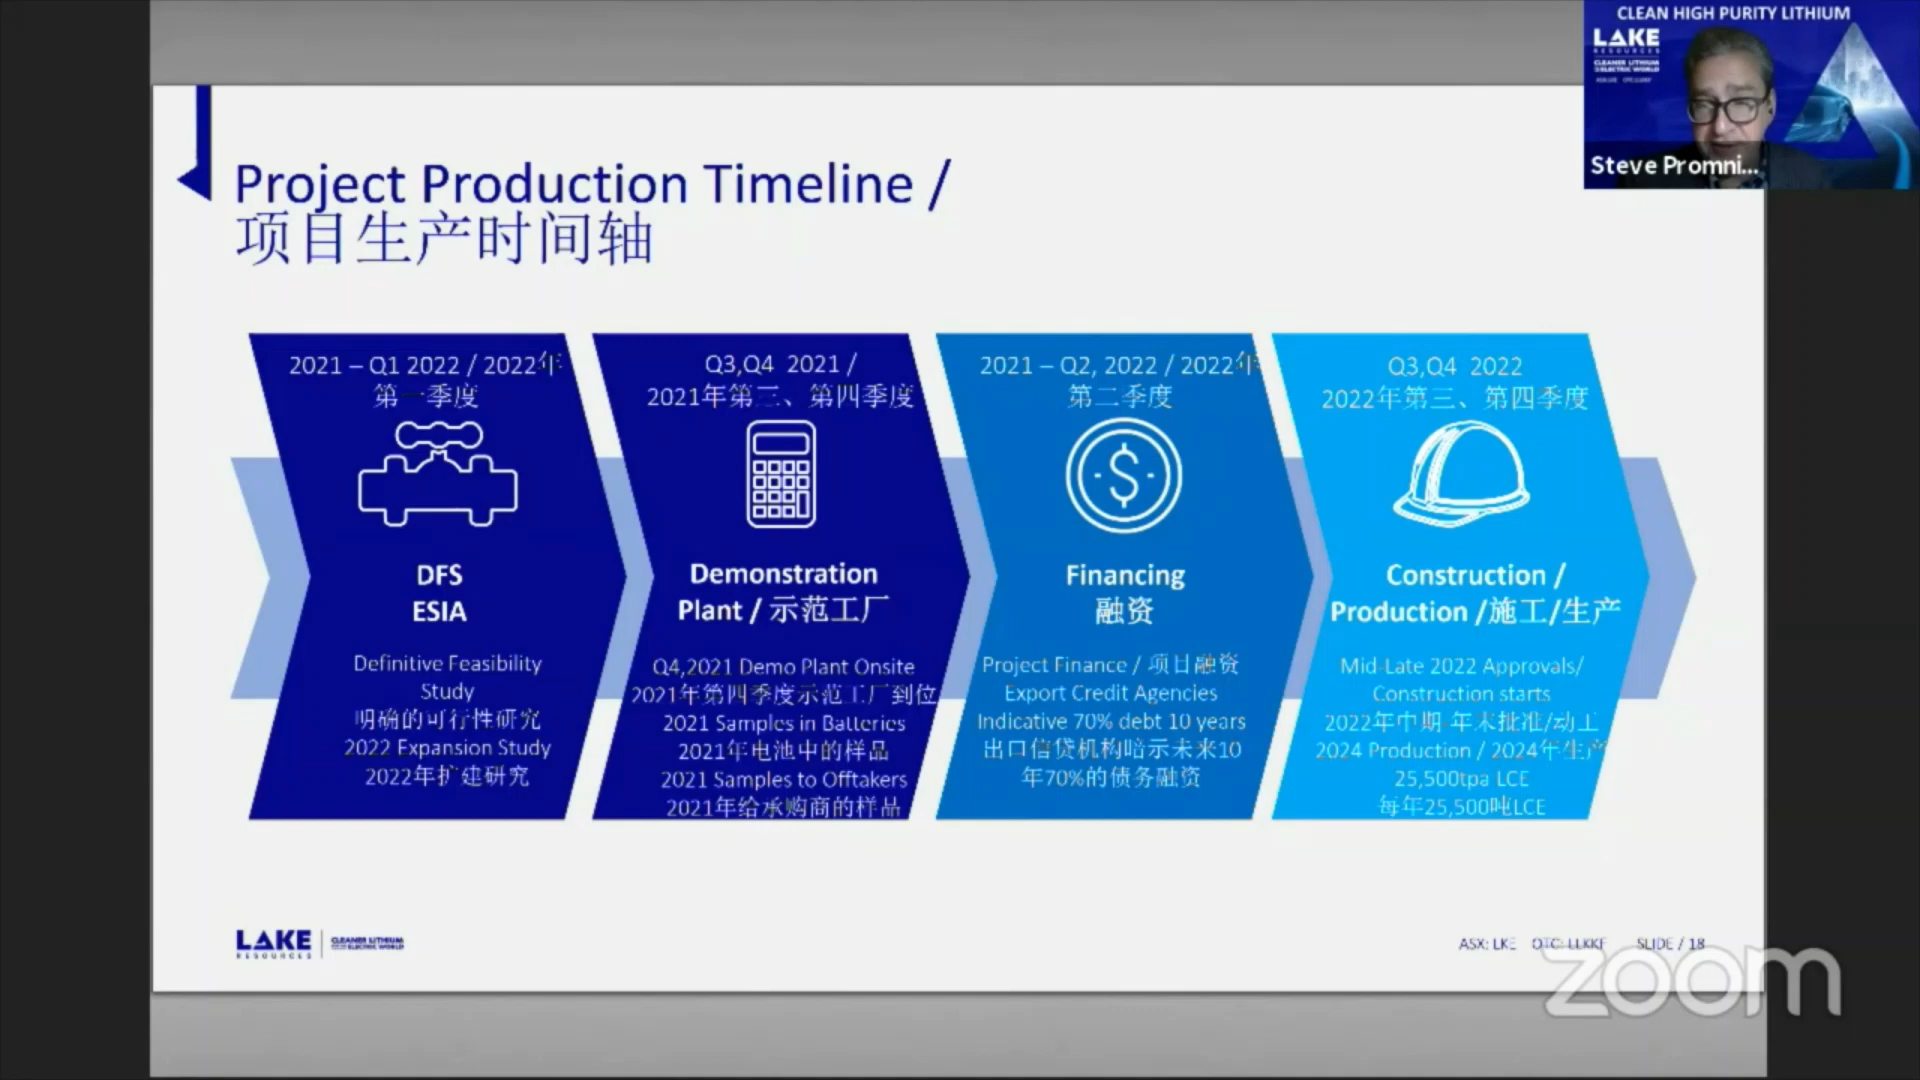 CLEAN HIGH PURITY LITHIUM
LAKE
RESOURCES
CLEANER LITHIUM
ELECTRIC WORLD
Steve Promni...
Project Production Timeline /
项目生产时间轴
2021 – Q1 2022 / 2022年
第一季度
DFS
ESIA
Definitive Feasibility
Study
明确的可行性研究
2022 Expansion Study
2022年扩建研究
Q3,Q4 2021 /
2021年第三、第四季度
Demonstration
Plant / 示范工厂
Q4,2021 Demo Plant Onsite
2021年第四季度示范工厂到位
2021 Samples in Batteries
2021年电池中的样品
2021 Samples to Offtakers
2021年给承购商的样品
2021 – Q2, 2022 / 2022年
第二季度
Financing
融资
Project Finance / 项目融资
Export Credit Agencies
Indicative 70% debt 10 years
出口信贷机构暗示未来10
年70%的债务融资
Q3,Q4 2022
2022年第三、第四季度
Construction /
Production /施工/生产
Mid-Late 2022 Approvals/
Construction starts
2022年中期-年末批准/动工
2024 Production / 2024年生产
25,500tpa LCE
每年25,500吨LCE
LAKE
RESOURCES
CLEANER LITHIUM
ELECTRIC WORLD
ASX: LKE OTC: LLKKF SLIDE / 18
zoom